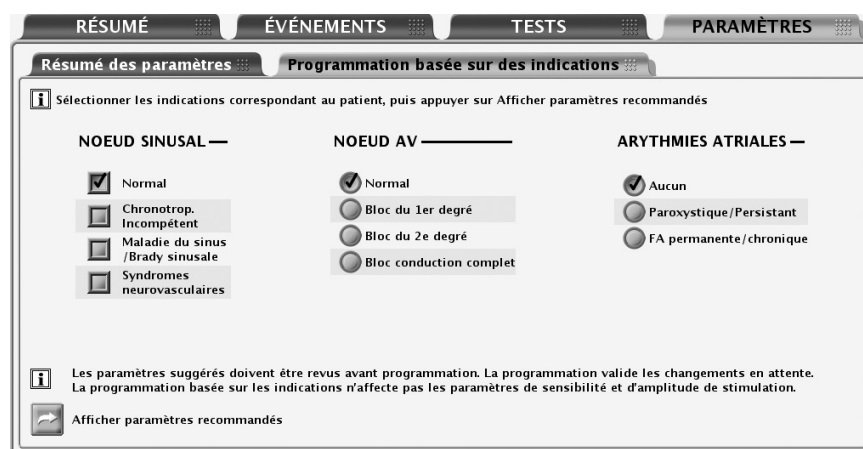 RÉSUMÉ ÉVÉNEMENTS TESTS PARAMÈTRES
Résumé des paramètres Programmation basée sur des indications
i Sélectionner les indications correspondant au patient, puis appuyer sur Afficher paramètres recommandés
NOEUD SINUSAL
Normal
Chronotrop.
Incompétent
Maladie du sinus
/Brady sinusale
Syndromes
neurovasculaires
NOEUD AV
Normal
Bloc du 1er degré
Bloc du 2e degré
Bloc conduction complet
ARYTHMIES ATRIALES
Aucun
Paroxystique/Persistant
FA permanente/chronique
i Les paramètres suggérés doivent être revus avant programmation. La programmation valide les changements en attente.
La programmation basée sur les indications n'affecte pas les paramètres de sensibilité et d'amplitude de stimulation.
Afficher paramètres recommandés